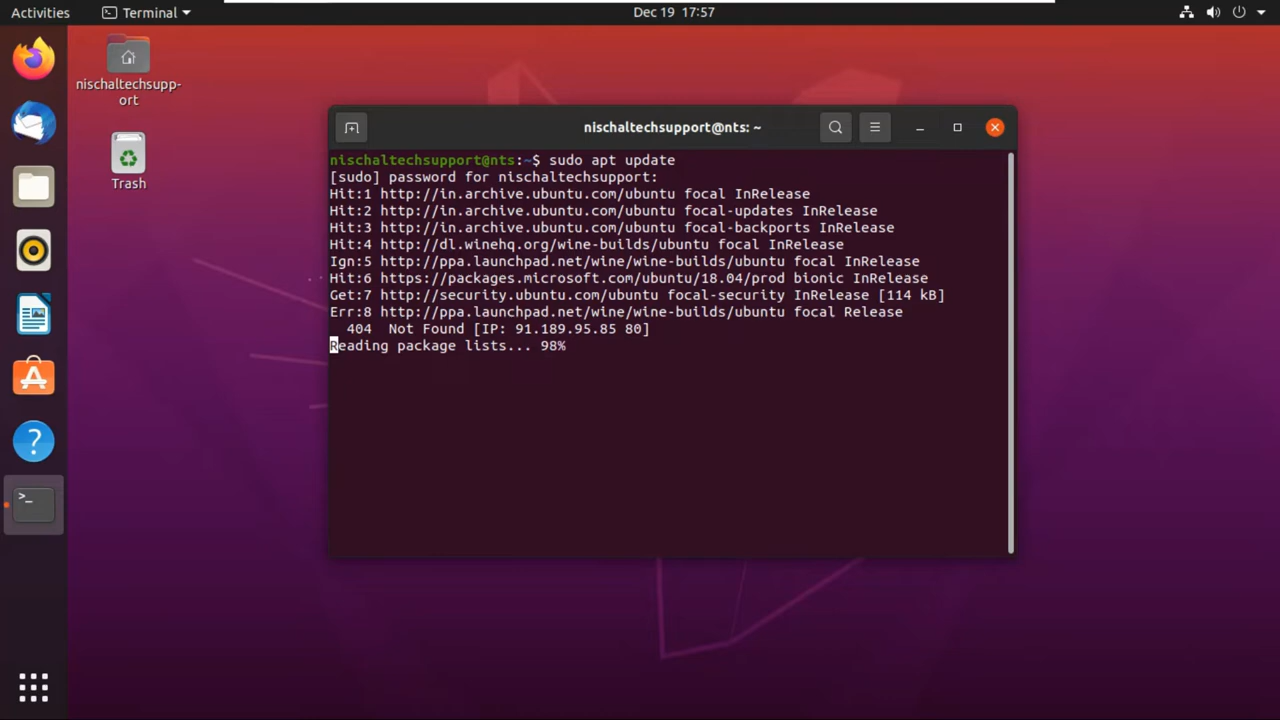 Activities
Terminal
Dec 19 17:57
nischaltechsupp-
ort
Trash
nischaltechsupport@nts: ~
nischaltechsupport@nts:~$ sudo apt update
[sudo] password for nischaltechsupport:
Hit:1 http://in.archive.ubuntu.com/ubuntu focal InRelease
Hit:2 http://in.archive.ubuntu.com/ubuntu focal-updates InRelease
Hit:3 http://in.archive.ubuntu.com/ubuntu focal-backports InRelease
Hit:4 http://dl.winehq.org/wine-builds/ubuntu focal InRelease
Ign:5 http://ppa.launchpad.net/wine/wine-builds/ubuntu focal InRelease
Hit:6 https://packages.microsoft.com/ubuntu/18.04/prod bionic InRelease
Get:7 http://security.ubuntu.com/ubuntu focal-security InRelease [114 kB]
Err:8 http://ppa.launchpad.net/wine/wine-builds/ubuntu focal Release
404  Not Found [IP: 91.189.95.85 80]
Reading package lists... 98%